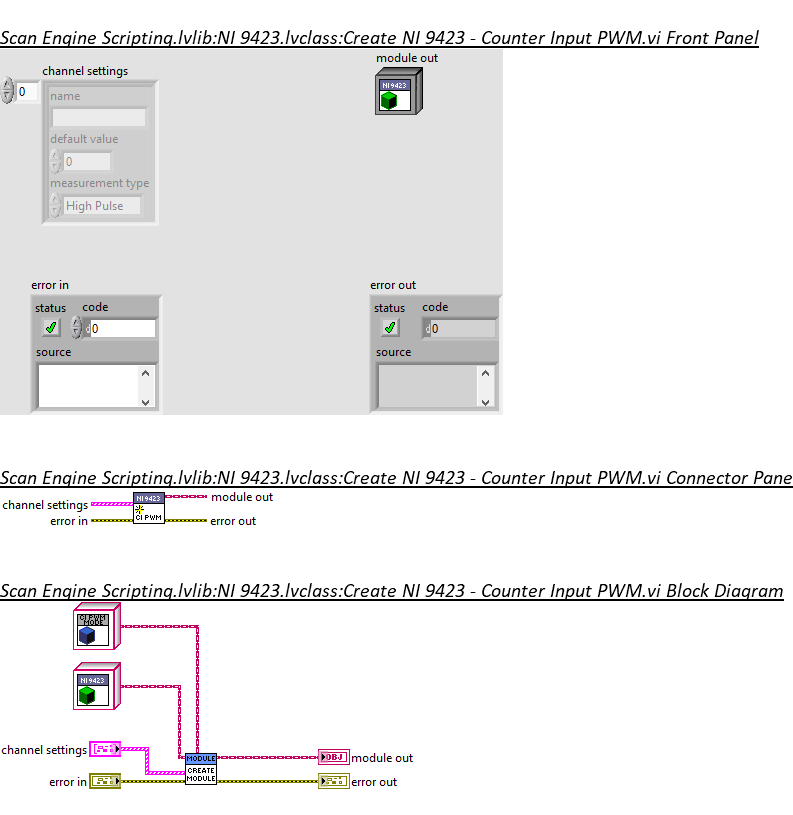 Scan Engine Scripting.lvlib:NI 9423.lvclass:Create NI 9423 - Counter Input PWM.vi Front Panel
channel settings
module out
0
name
NI 9423
default value
0
measurement type
High Pulse
error in
error out
status code
status code
d0
d0
source
source
Scan Engine Scripting.lvlib:NI 9423.lvclass:Create NI 9423 - Counter Input PWM.vi Connector Pane
NI 9423
module out
channel settings
CI PWM
error in
error out
Scan Engine Scripting.lvlib:NI 9423.lvclass:Create NI 9423 - Counter Input PWM.vi Block Diagram
CI PWM
MODE
NI 9423
channel settings
MODULE
OBJ
module out
CREATE
MODULE
error in
error out